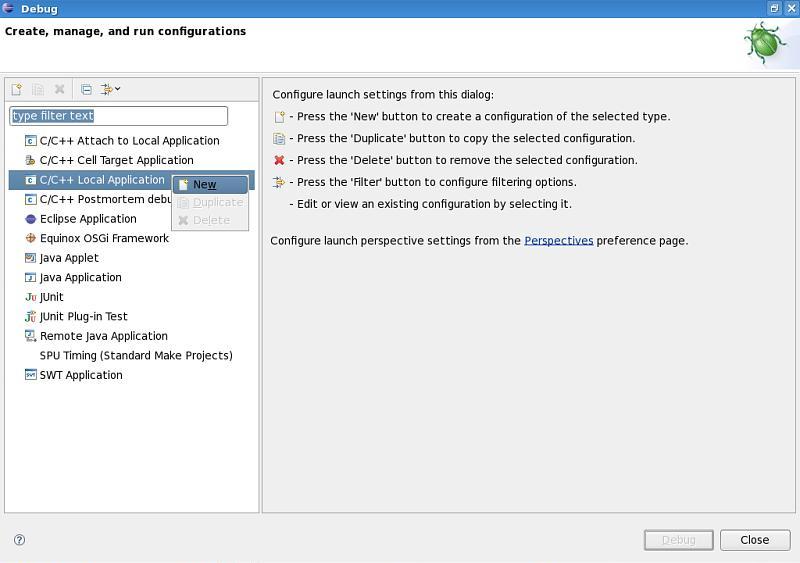 Debug
Create, manage, and run configurations
type filter text
C/C++ Attach to Local Application
C/C++ Cell Target Application
C/C++ Local Application
C/C++ Postmortem debu
Eclipse Application
Equinox OSGi Framework
Java Applet
Java Application
JUnit
JUnit Plug-in Test
Remote Java Application
SPU Timing (Standard Make Projects)
SWT Application
New
Duplicate
Delete
Configure launch settings from this dialog:
- Press the 'New' button to create a configuration of the selected type.
- Press the 'Duplicate' button to copy the selected configuration.
- Press the 'Delete' button to remove the selected configuration.
- Press the 'Filter' button to configure filtering options.
- Edit or view an existing configuration by selecting it.
Configure launch perspective settings from the Perspectives preference page.
Debug
Close